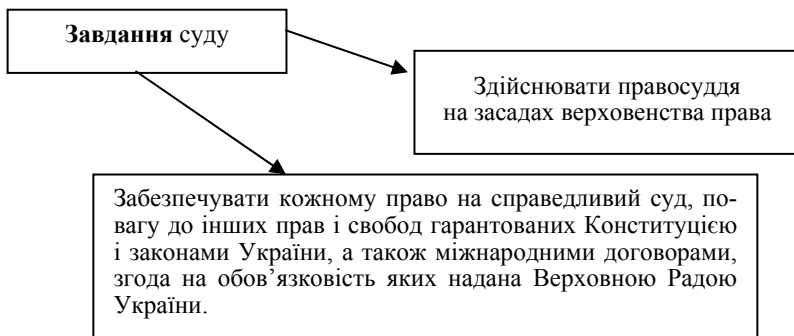 Завдання суду
Здійснювати правосуддя
на засадах верховенства права
Забезпечувати кожному право на справедливий суд, по-
вагу до інших прав і свобод гарантованих Конституцією
і законами України, а також міжнародними договорами,
згода на обов’язковість яких надана Верховною Радою
України.